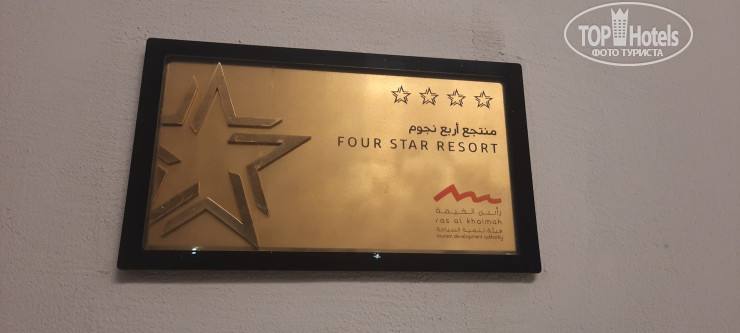 TOP Hotels
ФОТО ТУРИСТА
منتجع أربع نجوم
FOUR STAR RESORT
رأس الخيمة
ras al khaimah
هيئة تنمية السياحة
tourism development authority